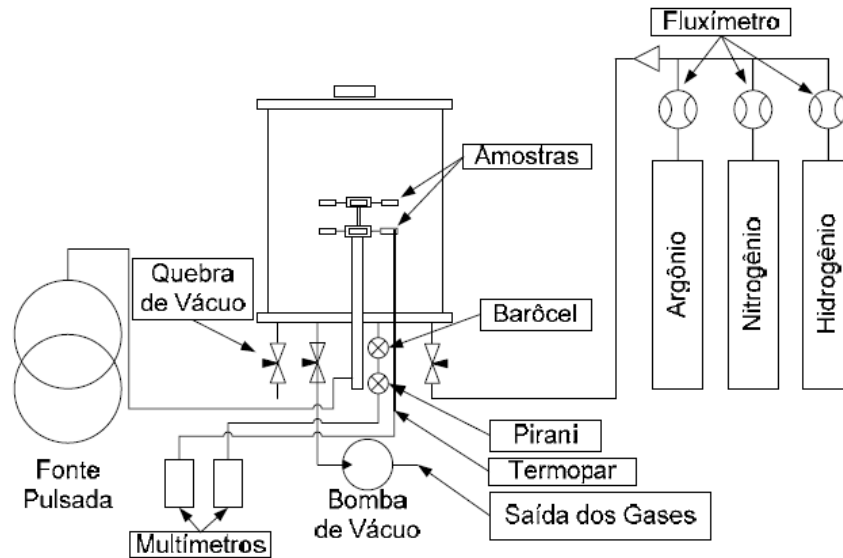 Fluxímetro
Amostras
Quebra
de Vácuo
Barôcel
Argônio
Nitrogênio
Hidrogênio
Pirani
Termopar
Fonte
Pulsada
Bomba
de Vácuo
Saída dos Gases
Multímetros